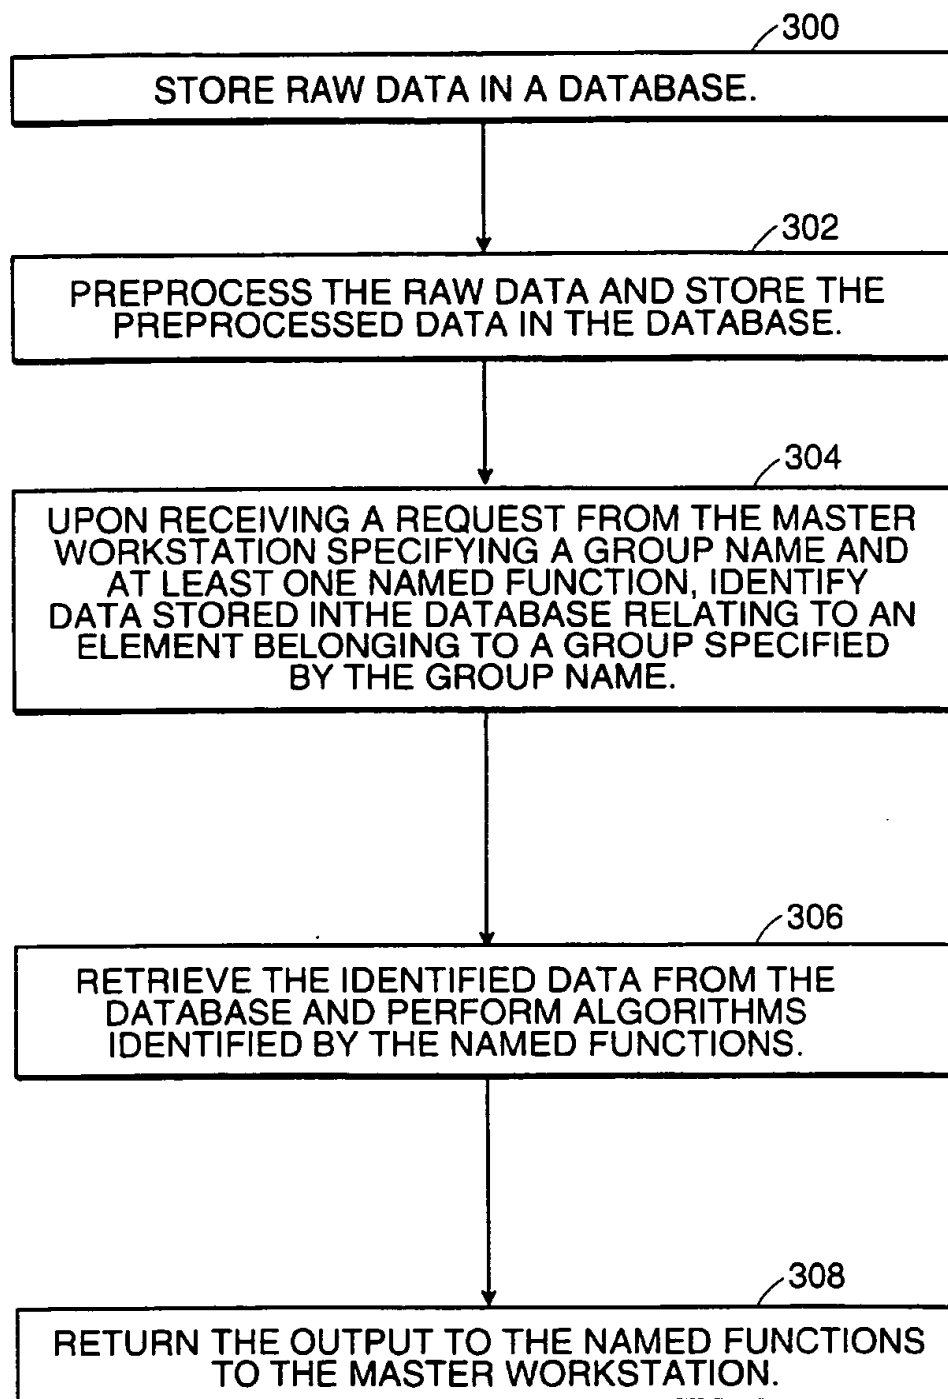 300
STORE RAW DATA IN A DATABASE.
302
PREPROCESS THE RAW DATA AND STORE THE
PREPROCESSED DATA IN THE DATABASE.
304
UPON RECEIVING A REQUEST FROM THE MASTER
WORKSTATION SPECIFYING A GROUP NAME AND
AT LEAST ONE NAMED FUNCTION, IDENTIFY
DATA STORED INTHE DATABASE RELATING TO AN
ELEMENT BELONGING TO A GROUP SPECIFIED
BY THE GROUP NAME.
306
RETRIEVE THE IDENTIFIED DATA FROM THE
DATABASE AND PERFORM ALGORITHMS
IDENTIFIED BY THE NAMED FUNCTIONS.
308
RETURN THE OUTPUT TO THE NAMED FUNCTIONS
TO THE MASTER WORKSTATION.